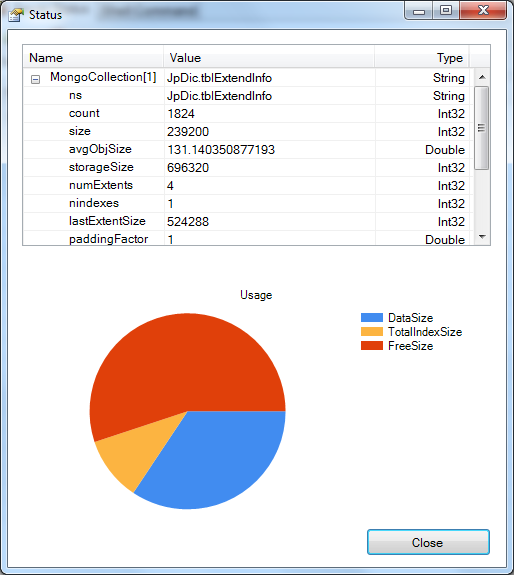 Status
Name Value Type
MongoCollection[1] JpDic.tblExtendInfo String
ns JpDic.tblExtendInfo String
count 1824 Int32
size 239200 Int32
avgObjSize 131.140350877193 Double
storageSize 696320 Int32
numExtents 4 Int32
nindexes 1 Int32
lastExtentSize 524288 Int32
paddingFactor 1 Double
Usage
DataSize
TotalIndexSize
FreeSize
Close